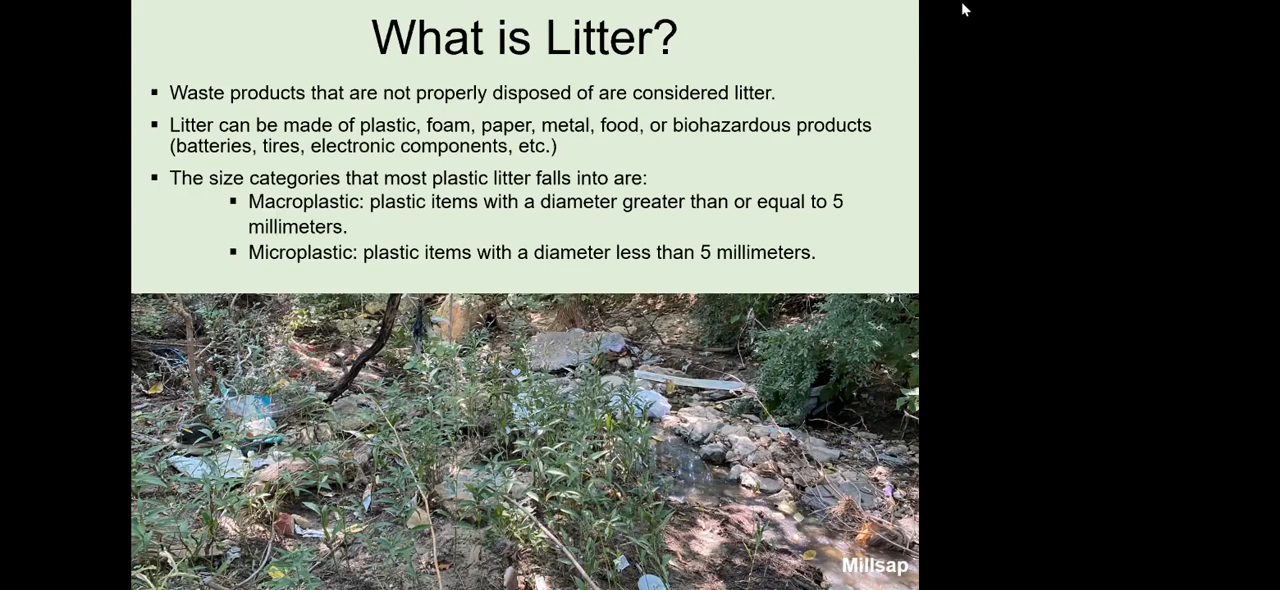 What is Litter?
▪ Waste products that are not properly disposed of are considered litter.
▪ Litter can be made of plastic, foam, paper, metal, food, or biohazardous products
(batteries, tires, electronic components, etc.)
▪ The size categories that most plastic litter falls into are:
▪ Macroplastic: plastic items with a diameter greater than or equal to 5
millimeters.
▪ Microplastic: plastic items with a diameter less than 5 millimeters.
Millsap